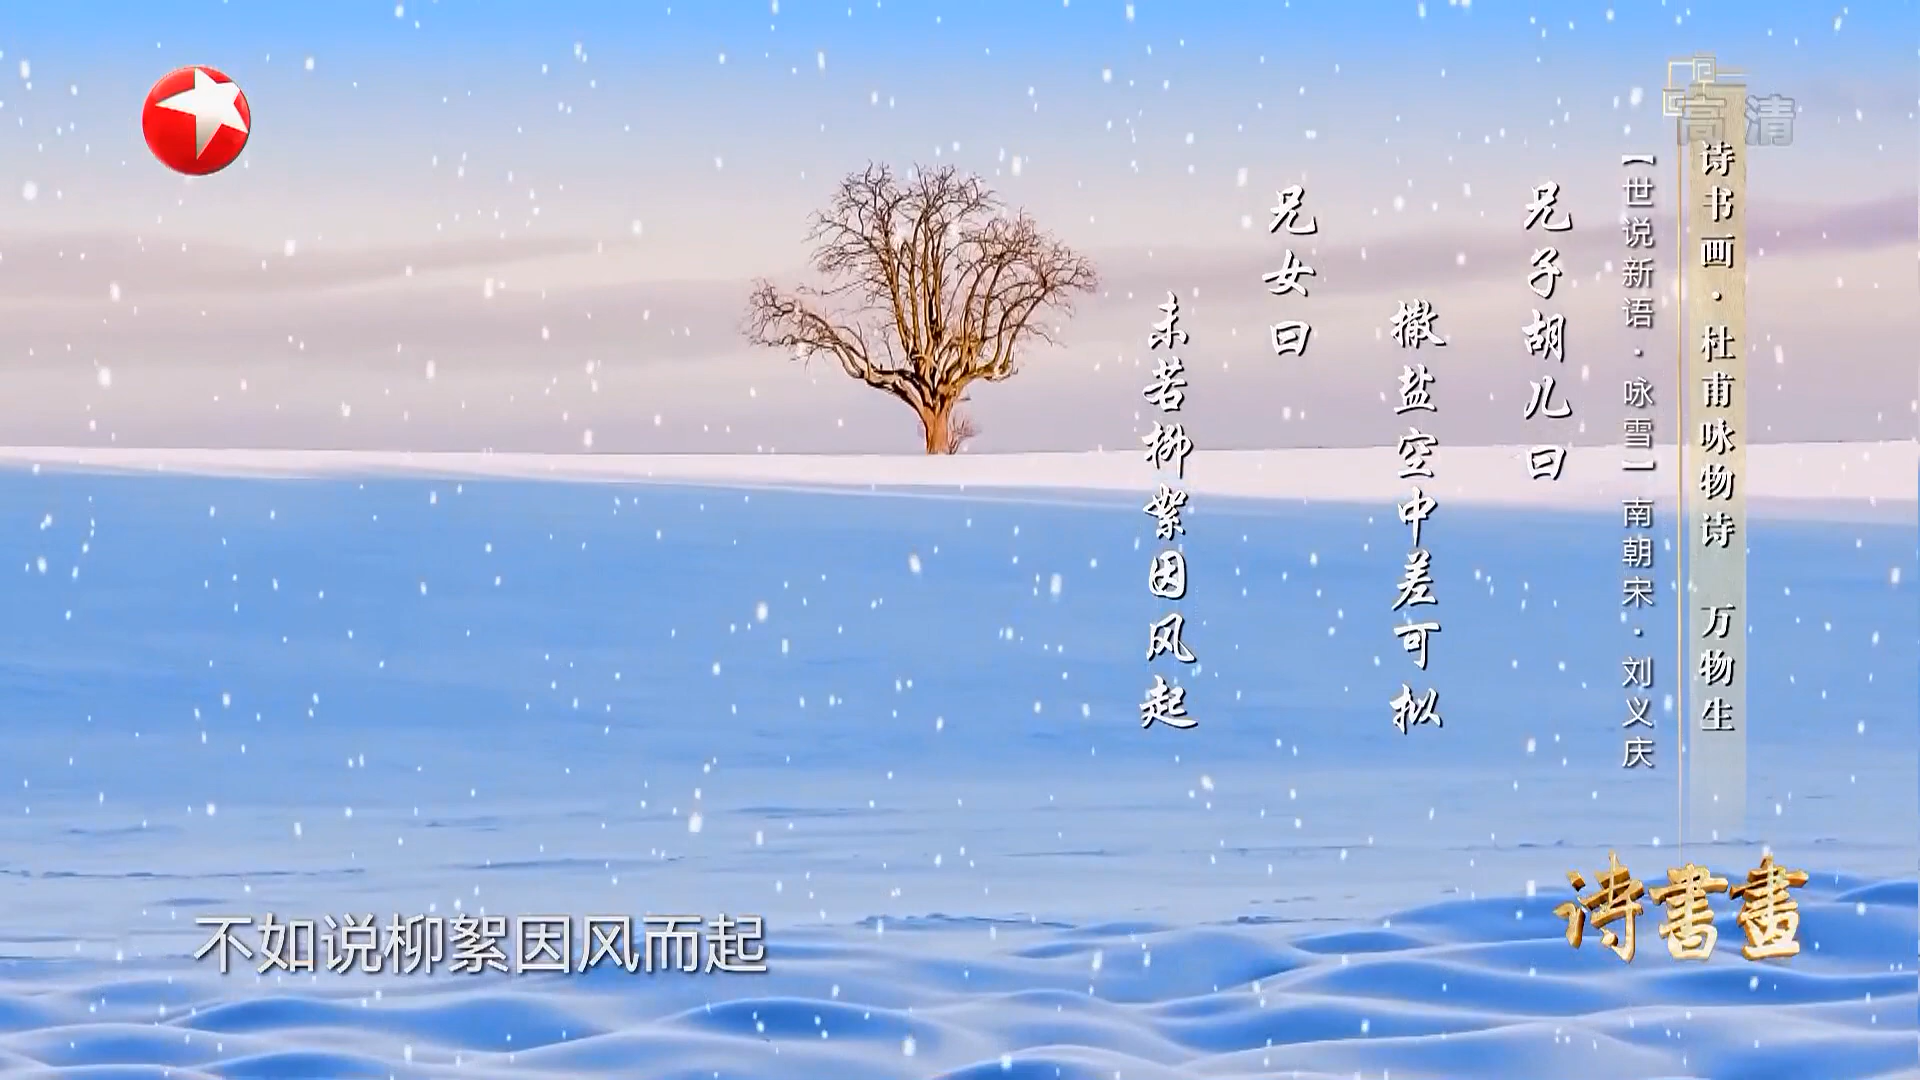 高清
诗书画·杜甫咏物诗 万物生
【世说新语·咏雪】南朝宋·刘义庆
兄子胡儿曰
撒盐空中差可拟
兄女曰
未若柳絮因风起
不如说柳絮因风而起
诗書畫